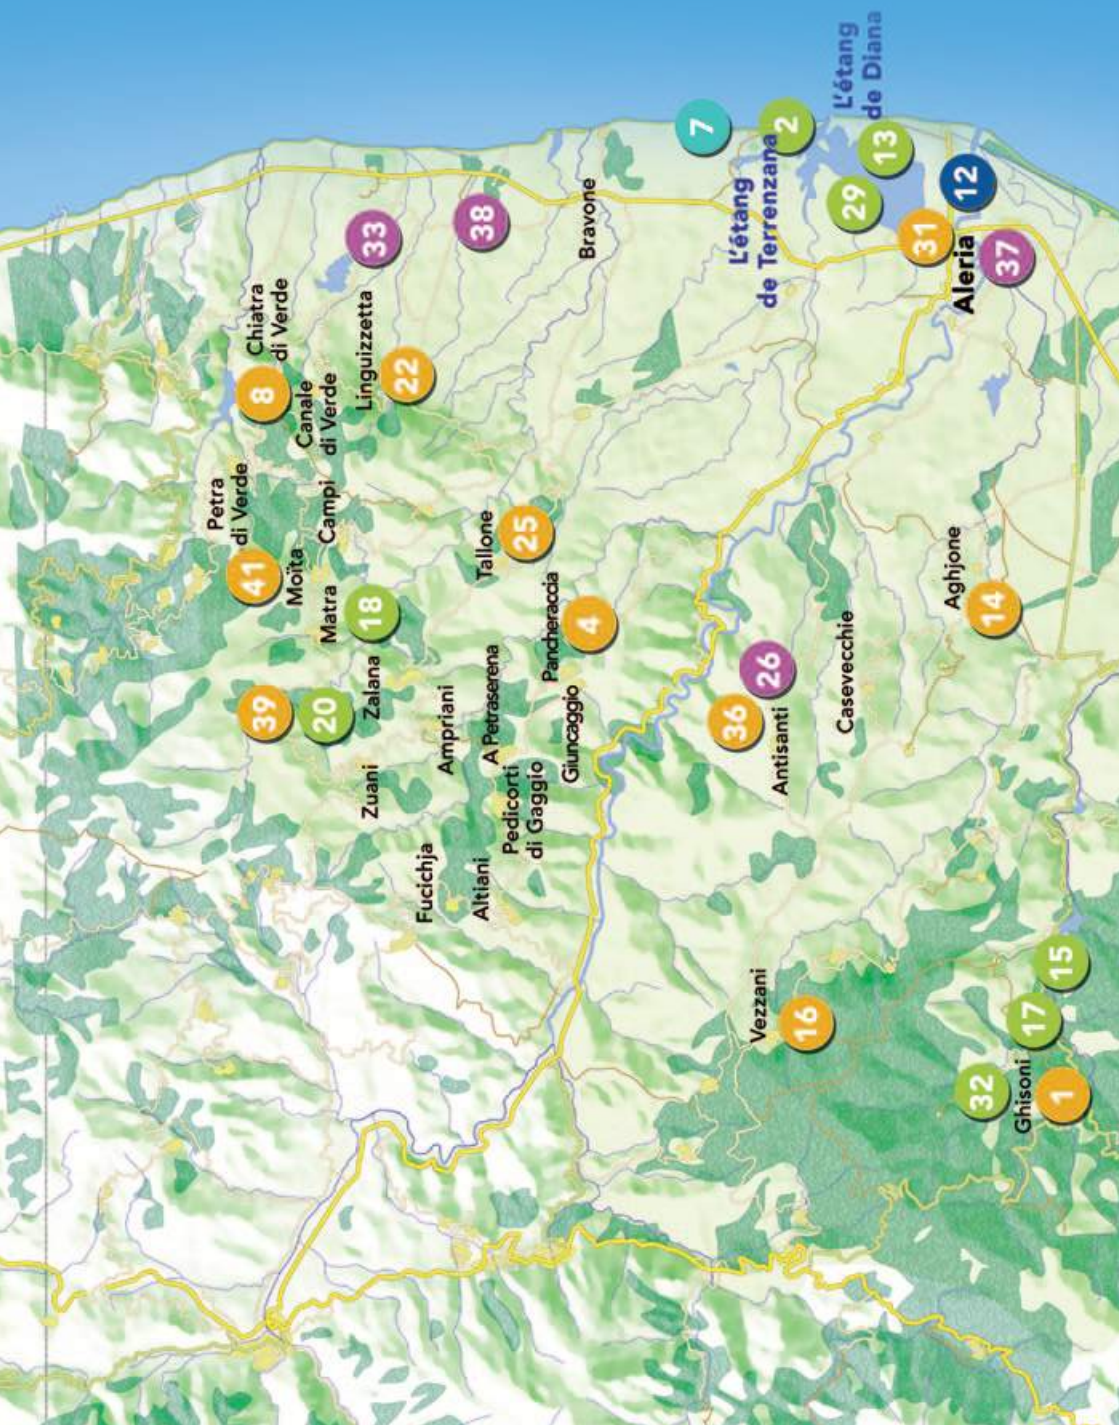 7
2
L'étang
de Diana
13
L'étang
de Terrenzana
29
12
31
Aleria
37
33
38
Bravone
Chiatra
di Verde
8
Canale
di Verde
Linguizzetta
22
Petra
di Verde
41
Moïta
Campi
Matra
18
Tallone
25
Pancheraccia
4
39
20
Zalana
Zuani
Ampriani
A Petraserena
Giuncaggio
Pedicorti
di Gaggio
Fucichja
Altiani
26
36
Antisanti
Casevecchie
Aghjone
14
Vezzani
16
15
17
32
Ghisoni
1